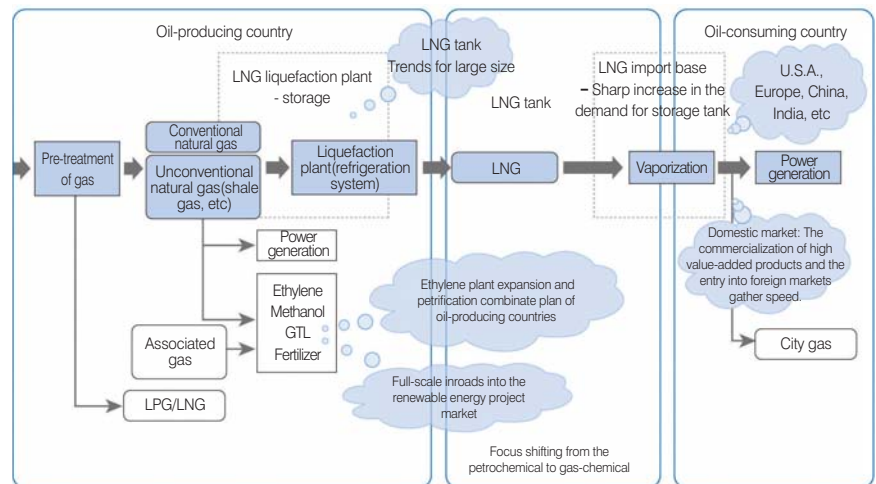 Oil-producing country
LNG liquefaction plant
- storage
LNG tank
Trends for large size
LNG tank
LNG import base
– Sharp increase in the
demand for storage tank
Oil-consuming country
U.S.A.,
Europe, China,
India, etc
Pre-treatment
of gas
Conventional
natural gas
Unconventional
natural gas(shale
gas, etc)
Liquefaction
plant(refrigeration
system)
LNG
Vaporization
Power
generation
Power
generation
Ethylene
Methanol
GTL
Fertilizer
Associated
gas
LPG/LNG
Ethylene plant expansion and
petrification combinate plan of
oil-producing countries
Full-scale inroads into the
renewable energy project
market
Domestic market: The
commercialization of high
value-added products and the
entry into foreign markets
gather speed.
City gas
Focus shifting from the
petrochemical to gas-chemical